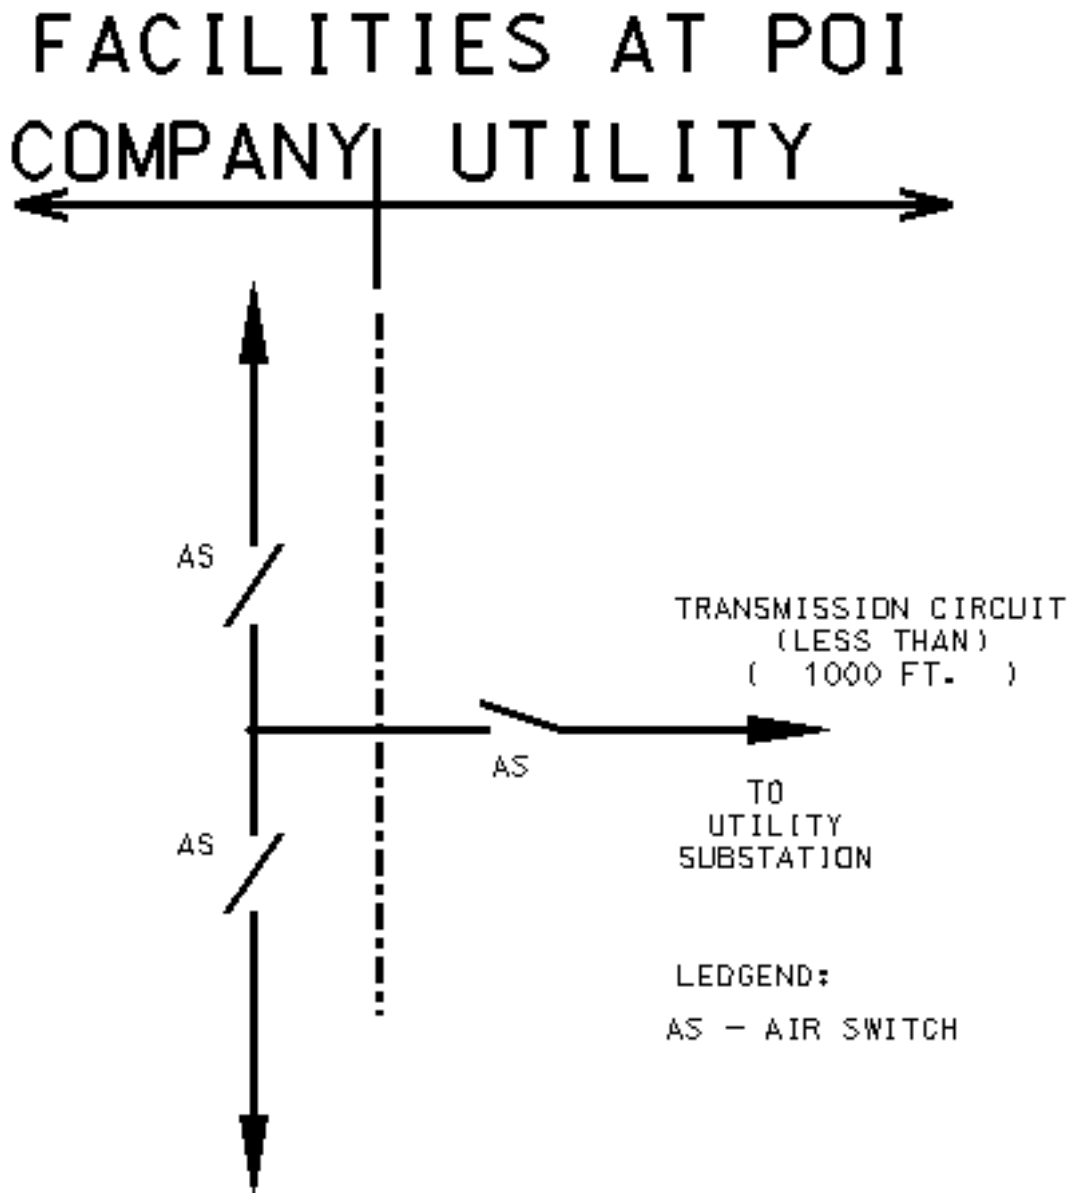 FACILITIES AT POI
COMPANY UTILITY
AS
TRANSMISSION CIRCUIT
(LESS THAN)
( 1000 FT. )
AS
TO
UTILITY
SUBSTATION
AS
LEDGEND:
AS - AIR SWITCH